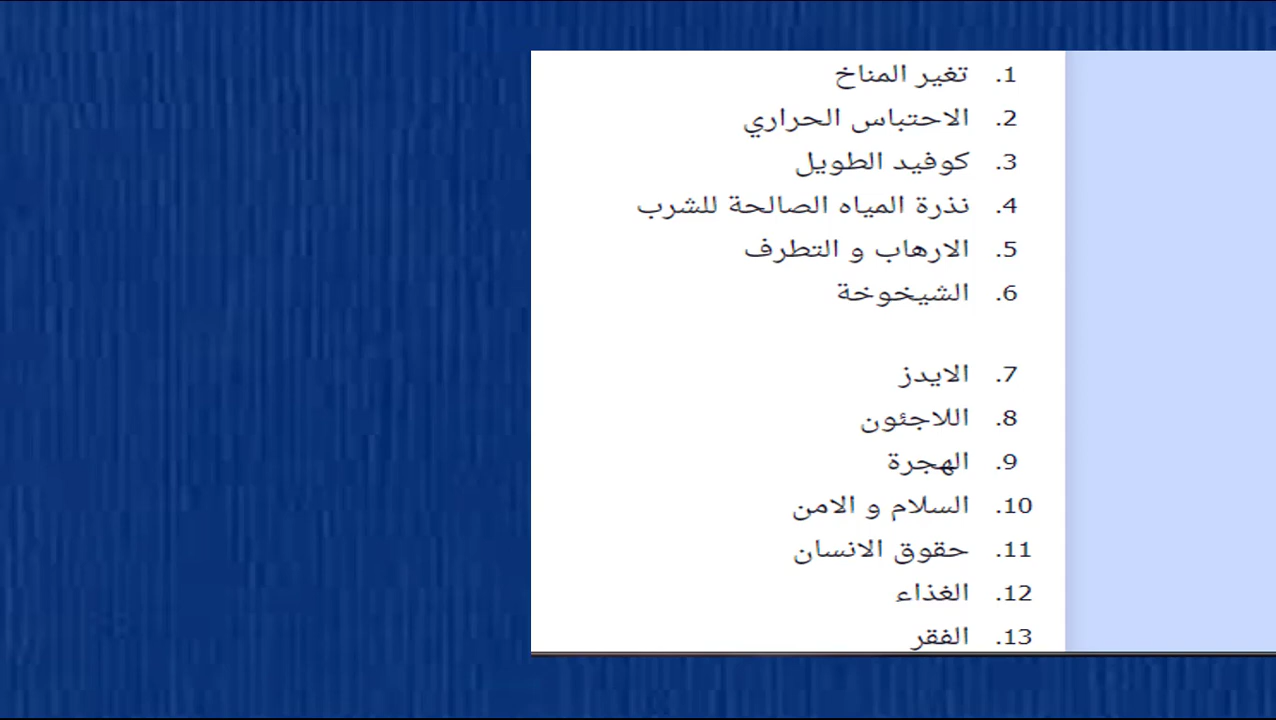 1. تغير المناخ
2. الاحتباس الحراري
3. كوفيد الطويل
4. نذرة المياه الصالحة للشرب
5. الارهاب و التطرف
6. الشيخوخة
7. الايدز
8. اللاجئون
9. الهجرة
10. السلام و الامن
11. حقوق الانسان
12. الغذاء
13. الفقر